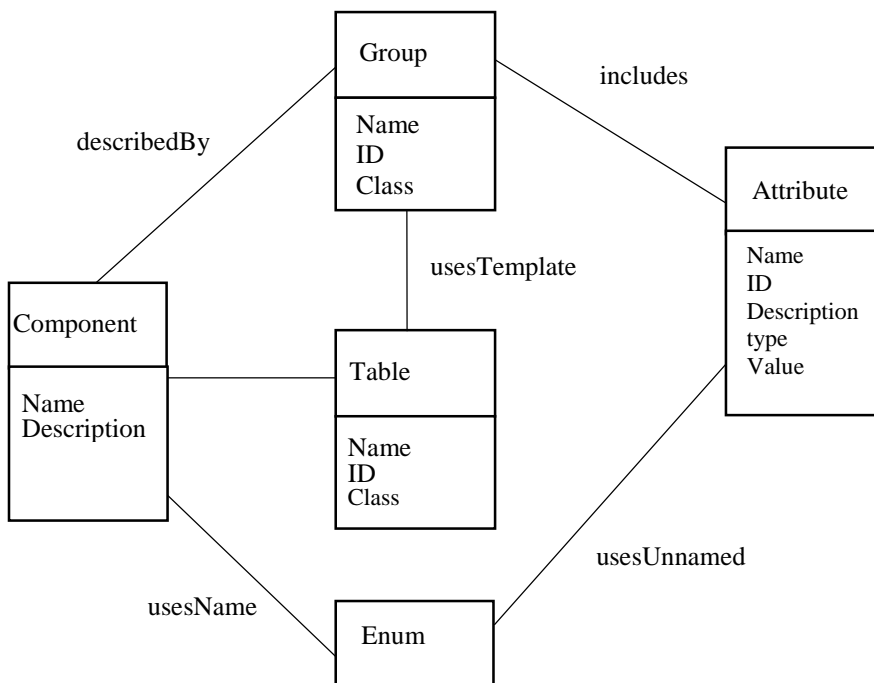 Group
Name
ID
Class
includes
describedBy
Attribute
Name
ID
Description
type
Value
usesTemplate
Component
Name
Description
Table
Name
ID
Class
usesUnnamed
usesName
Enum